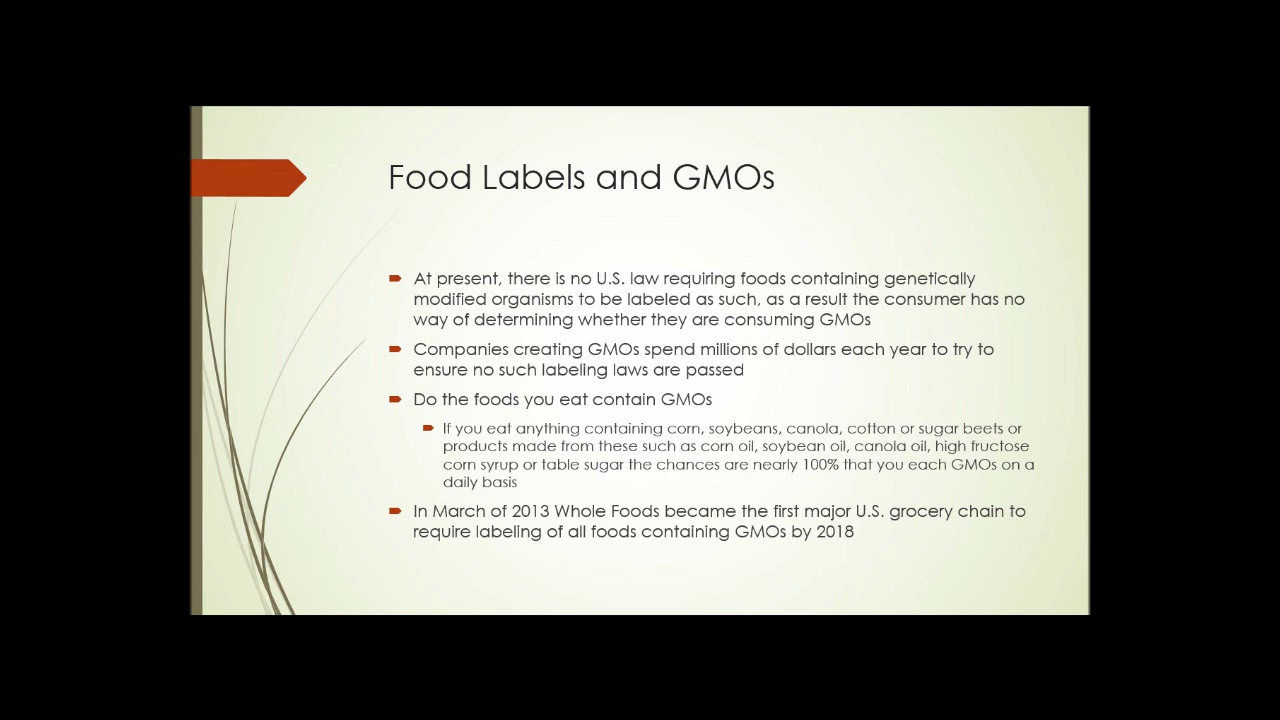 Food Labels and GMOs
At present, there is no U.S. law requiring foods containing genetically
modified organisms to be labeled as such, as a result the consumer has no
way of determining whether they are consuming GMOs
Companies creating GMOs spend millions of dollars each year to try to
ensure no such labeling laws are passed
Do the foods you eat contain GMOs
If you eat anything containing corn, soybeans, canola, cotton or sugar beets or
products made from these such as corn oil, soybean oil, canola oil, high fructose
corn syrup or table sugar the chances are nearly 100% that you each GMOs on a
daily basis
In March of 2013 Whole Foods became the first major U.S. grocery chain to
require labeling of all foods containing GMOs by 2018